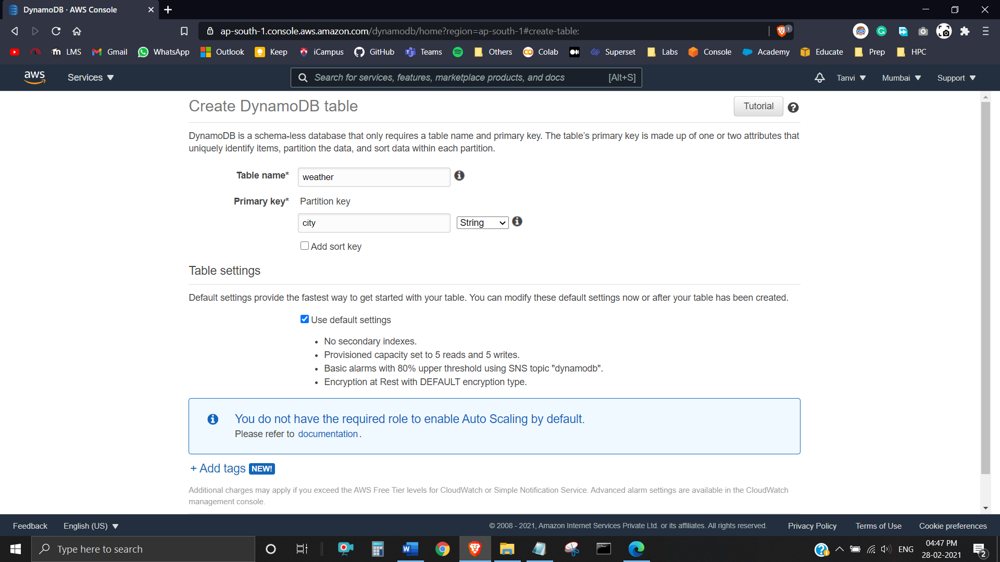 DynamoDB · AWS Console
ap-south-1.console.aws.amazon.com/dynamodb/home?region=ap-south-1#create-table:
1
LMS Gmail WhatsApp Outlook Keep iCampus GitHub Teams Others Colab Superset Labs Console Academy Educate Prep HPC
aws Services Search for services, features, marketplace products, and docs [Alt+S] Tanvi Mumbai Support
Create DynamoDB table Tutorial
DynamoDB is a schema-less database that only requires a table name and primary key. The table's primary key is made up of one or two attributes that
uniquely identify items, partition the data, and sort data within each partition.
Table name* weather
Primary key* Partition key
city String
Add sort key
Table settings
Default settings provide the fastest way to get started with your table. You can modify these default settings now or after your table has been created.
Use default settings
• No secondary indexes.
• Provisioned capacity set to 5 reads and 5 writes.
• Basic alarms with 80% upper threshold using SNS topic "dynamodb".
• Encryption at Rest with DEFAULT encryption type.
You do not have the required role to enable Auto Scaling by default.
Please refer to documentation.
+ Add tags NEW!
Additional charges may apply if you exceed the AWS Free Tier levels for CloudWatch or Simple Notification Service. Advanced alarm settings are available in the CloudWatch
management console.
Feedback English (US) © 2008 - 2021, Amazon Internet Services Private Ltd. or its affiliates. All rights reserved. Privacy Policy Terms of Use Cookie preferences
Type here to search ENG 04:47 PM
28-02-2021 2